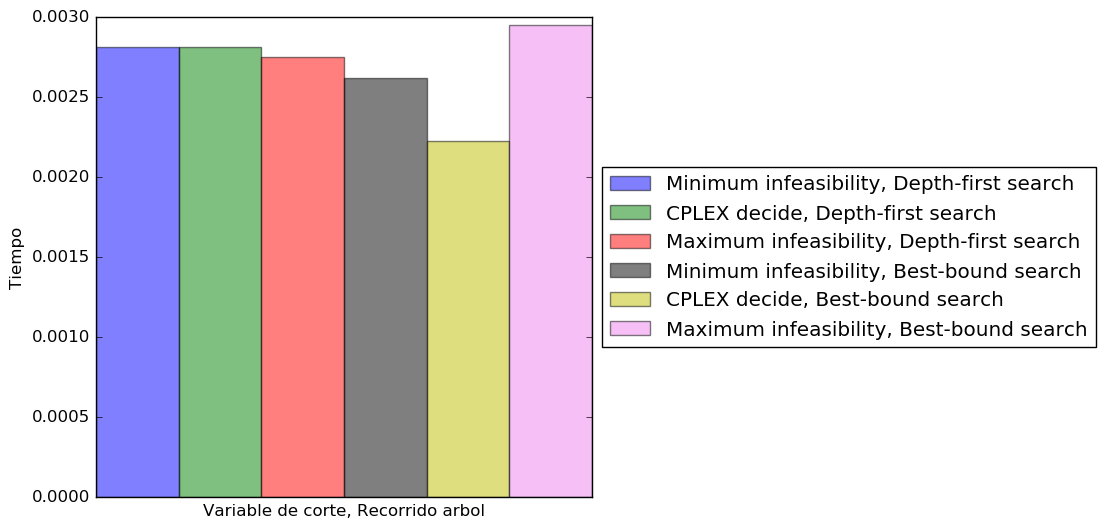 0.0030
0.0025
0.0020
0.0015
0.0010
0.0005
0.0000
Tiempo
Variable de corte, Recorrido arbol
Minimum infeasibility, Depth-first search
CPLEX decide, Depth-first search
Maximum infeasibility, Depth-first search
Minimum infeasibility, Best-bound search
CPLEX decide, Best-bound search
Maximum infeasibility, Best-bound search